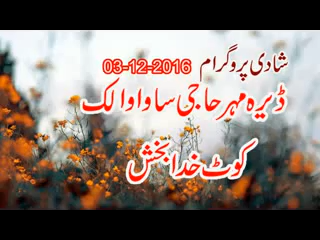 شادی پروگرام 03-12-2016
ڈیرہ مہر حاجی ساوا والک
کوٹ خدا بخش